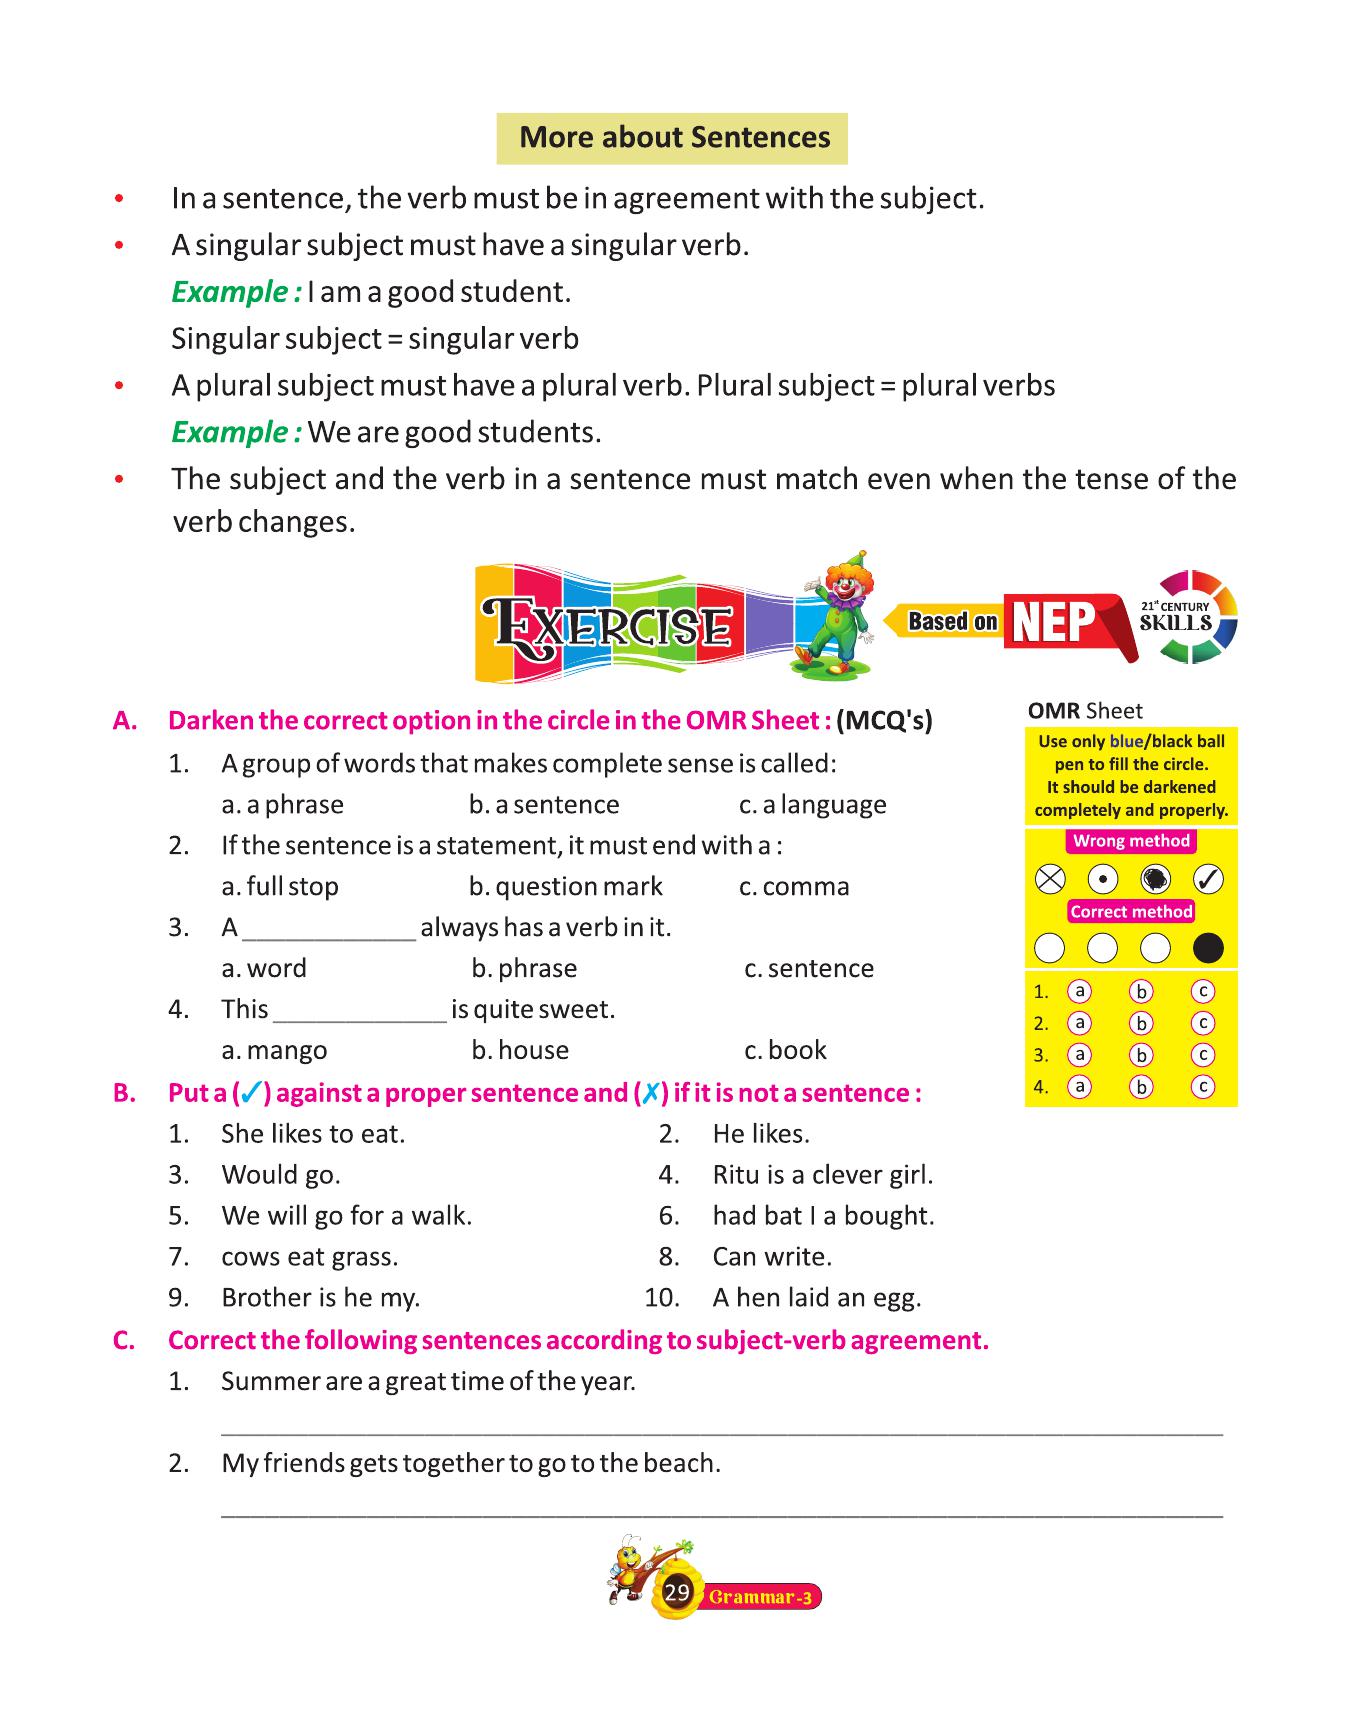 More about Sentences
• In a sentence, the verb must be in agreement with the subject.
• A singular subject must have a singular verb.
Example : I am a good student.
Singular subject = singular verb
• A plural subject must have a plural verb. Plural subject = plural verbs
Example : We are good students.
• The subject and the verb in a sentence must match even when the tense of the
verb changes.
EXERCISE
Based on NEP
21st CENTURY
SKILLS
A. Darken the correct option in the circle in the OMR Sheet : (MCQ's)
1. A group of words that makes complete sense is called:
a. a phrase b. a sentence c. a language
2. If the sentence is a statement, it must end with a :
a. full stop b. question mark c. comma
3. A ____________ always has a verb in it.
a. word b. phrase c. sentence
4. This ____________ is quite sweet.
a. mango b. house c. book
OMR Sheet
Use only blue/black ball
pen to fill the circle.
It should be darkened
completely and properly.
Wrong method
Correct method
1. a b c
2. a b c
3. a b c
4. a b c
B. Put a (✓) against a proper sentence and (✗) if it is not a sentence :
1. She likes to eat. 2. He likes.
3. Would go. 4. Ritu is a clever girl.
5. We will go for a walk. 6. had bat I a bought.
7. cows eat grass. 8. Can write.
9. Brother is he my. 10. A hen laid an egg.
C. Correct the following sentences according to subject-verb agreement.
1. Summer are a great time of the year.
2. My friends gets together to go to the beach.
29 Grammar-3